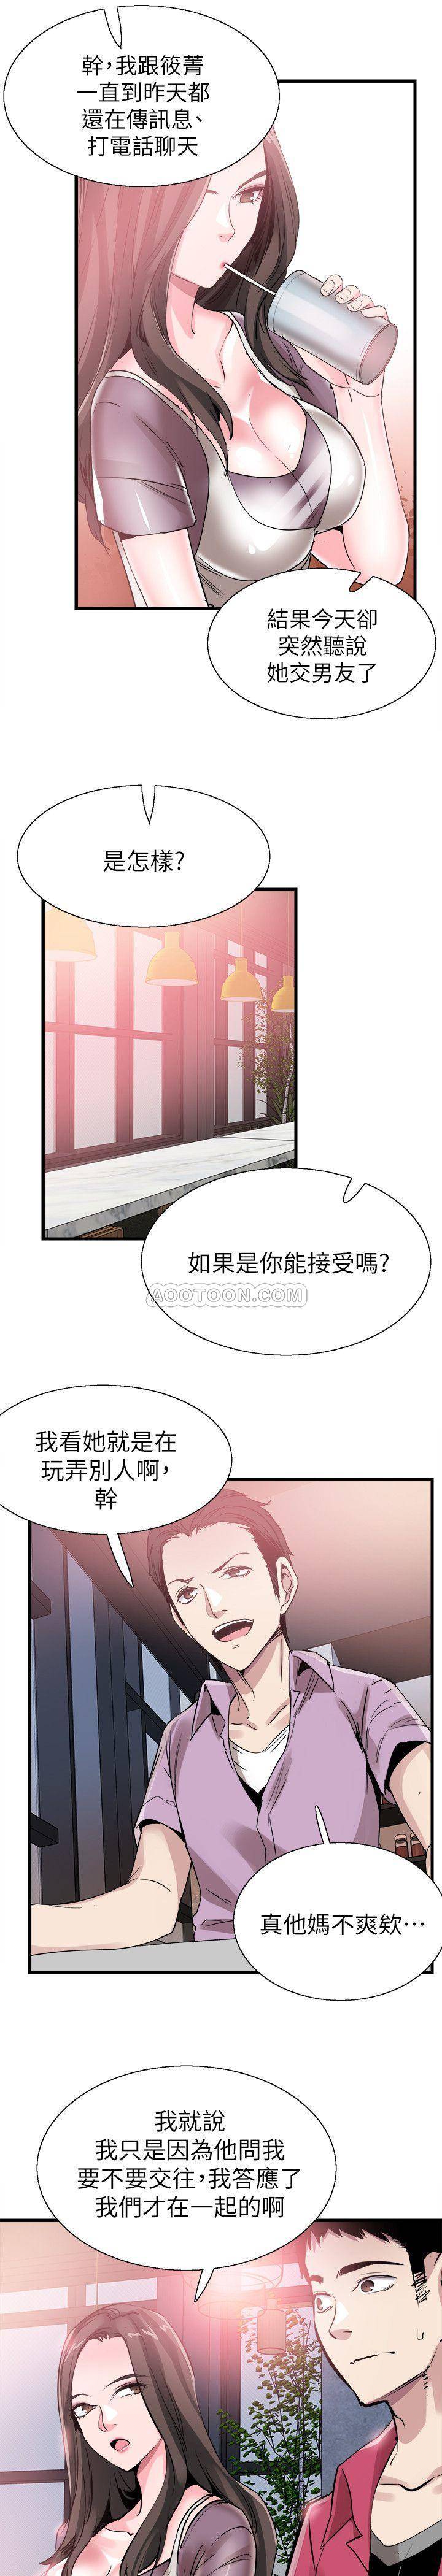 幹，我跟筱菁
一直到昨天都
還在傳訊息、
打電話聊天
結果今天卻
突然聽說
她交男友了
是怎樣？
如果是你能接受嗎？
AOOTOON.COM
我看她就是在
玩弄別人啊，
幹
真他媽不爽欸…
我就說
我只是因為他問我
要不要交往，我答應了
我們才在一起的啊